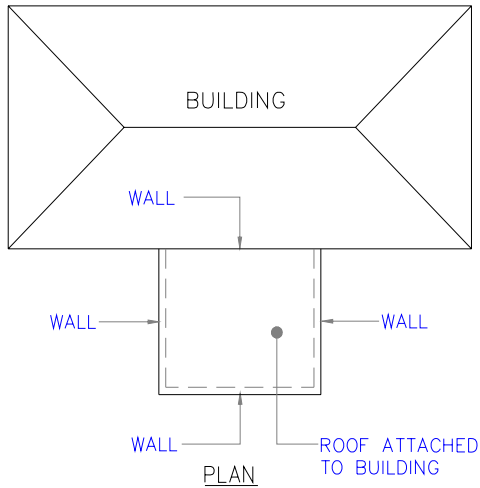 BUILDING
WALL
WALL
WALL
WALL
ROOF ATTACHED
TO BUILDING
PLAN